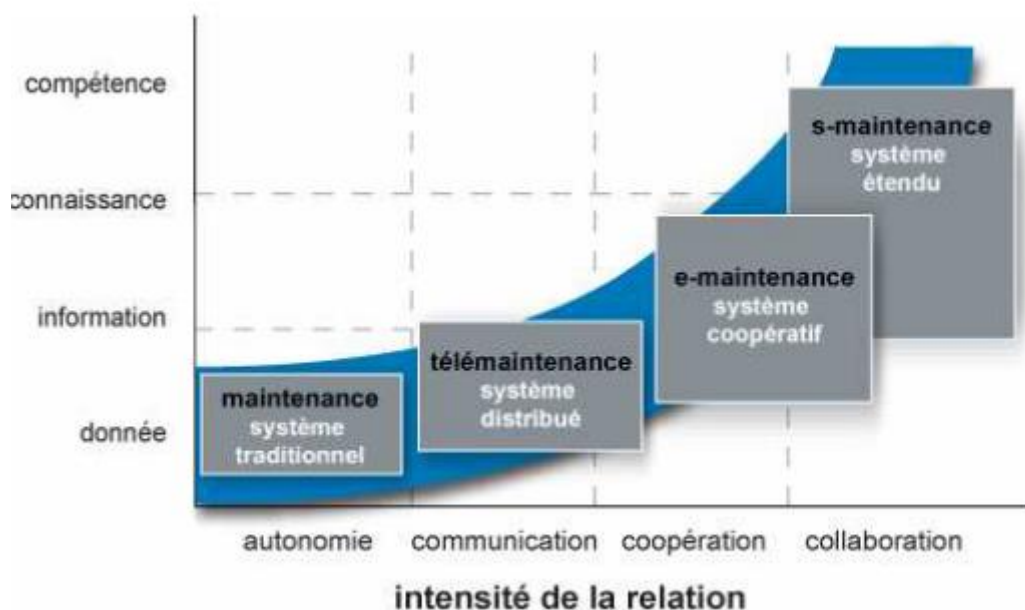 compétence
onnaissance
information
donnée
s-maintenance
système
étendu
e-maintenance
système
coopératif
télémaintenance
système
distribué
maintenance
système
traditionnel
autonomie communication coopération collaboration
intensité de la relation